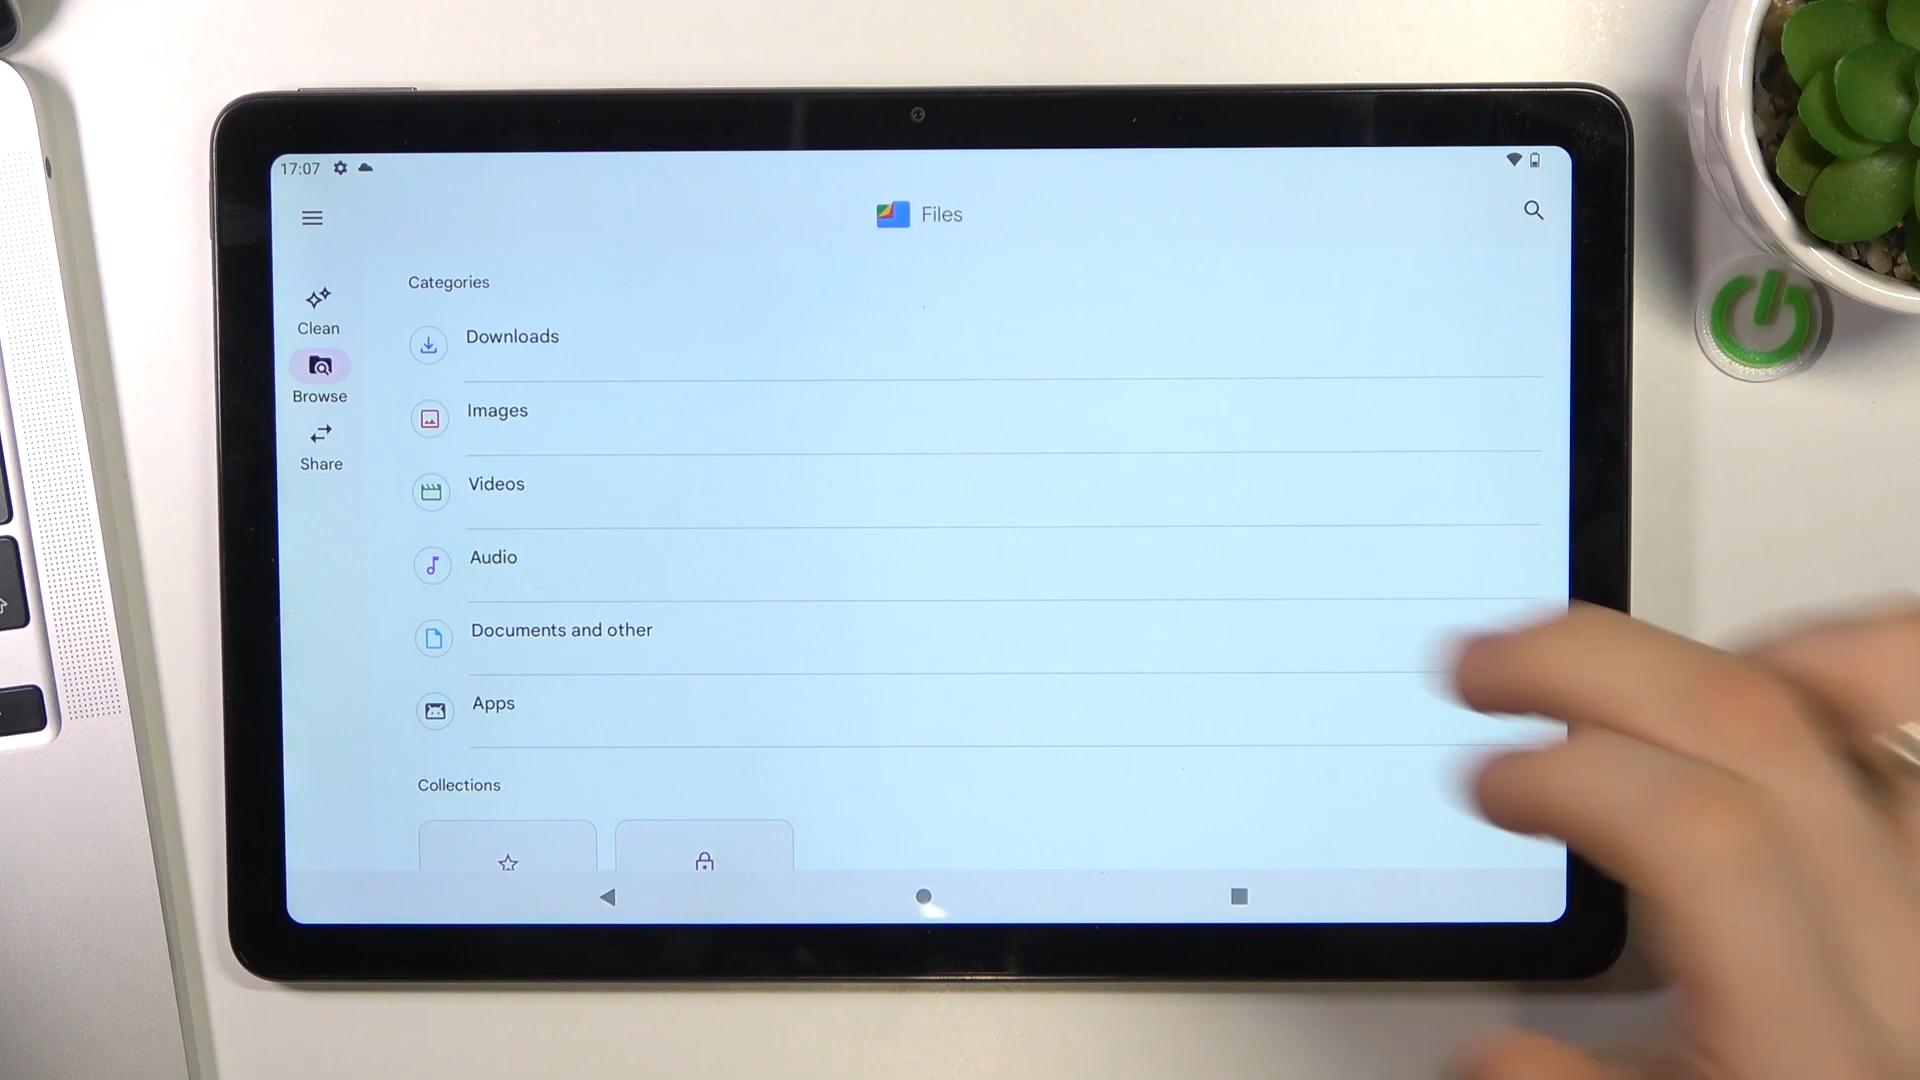 17:07
Files
Categories
Clean
Downloads
Browse
Images
Share
Videos
Audio
Documents and other
Apps
Collections